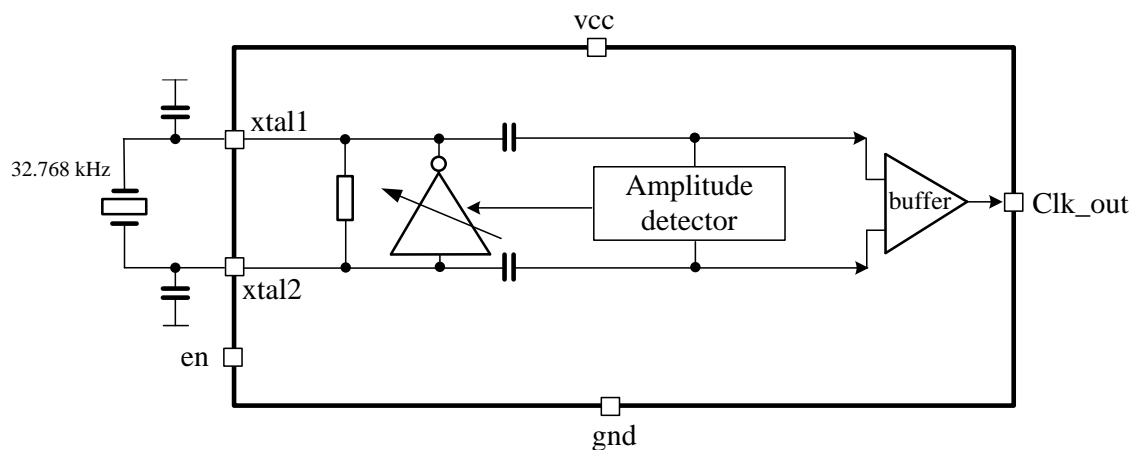 vcc
xtal1
32.768 kHz
Amplitude
detector
buffer
Clk_out
xtal2
en
gnd